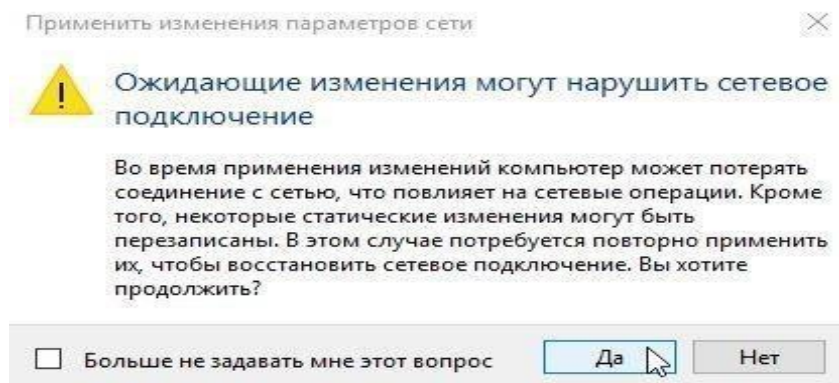 Применить изменения параметров сети
Ожидающие изменения могут нарушить сетевое
подключение
Во время применения изменений компьютер может потерять
соединение с сетью, что повлияет на сетевые операции. Кроме
того, некоторые статические изменения могут быть
перезаписаны. В этом случае потребуется повторно применить
их, чтобы восстановить сетевое подключение. Вы хотите
продолжить?
Больше не задавать мне этот вопрос Да Нет